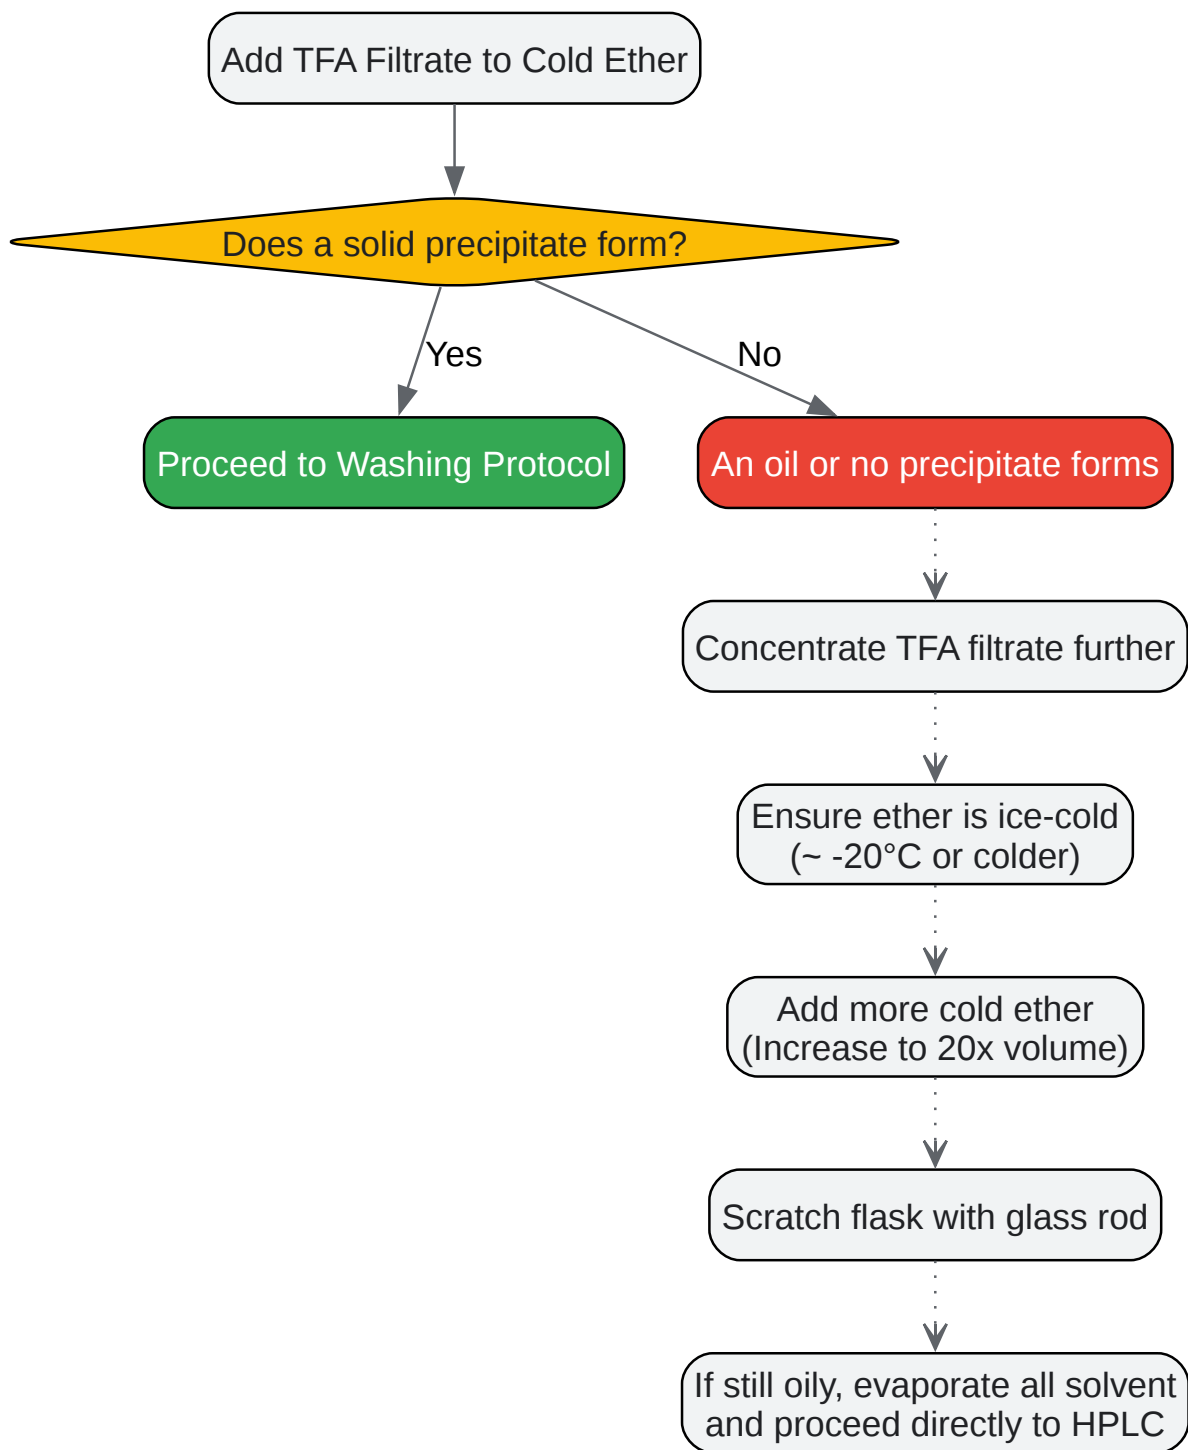 Add TFA Filtrate to Cold Ether
Does a solid precipitate form?
Yes
No
Proceed to Washing Protocol
An oil or no precipitate forms
Concentrate TFA filtrate further
Ensure ether is ice-cold
(~ -20°C or colder)
Add more cold ether
(Increase to 20x volume)
Scratch flask with glass rod
If still oily, evaporate all solvent
and proceed directly to HPLC